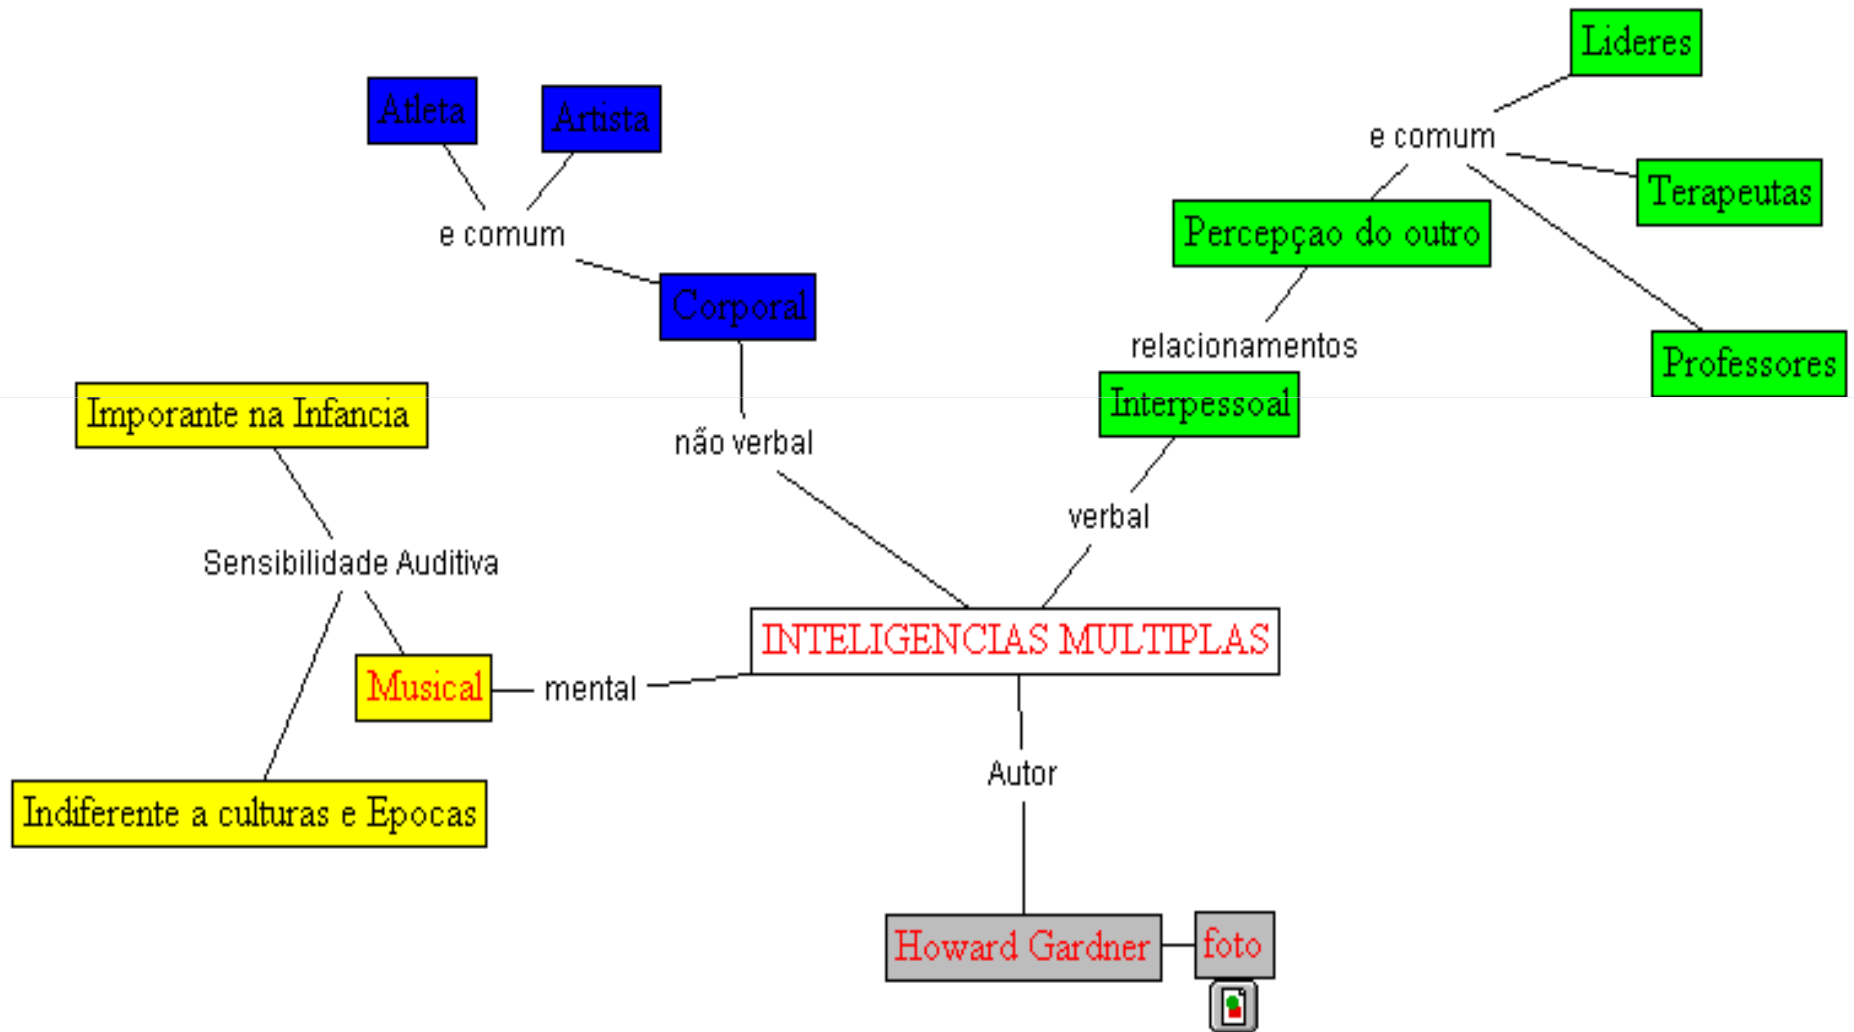 Lideres
Atleta
Artista
e comum
Terapeutas
e comum
Percepçao do outro
Corporal
relacionamentos
Professores
Imporante na Infancia
Interpessoal
não verbal
verbal
Sensibilidade Auditiva
INTELIGENCIAS MULTIPLAS
Musical
mental
Autor
Indiferente a culturas e Epocas
Howard Gardner
foto